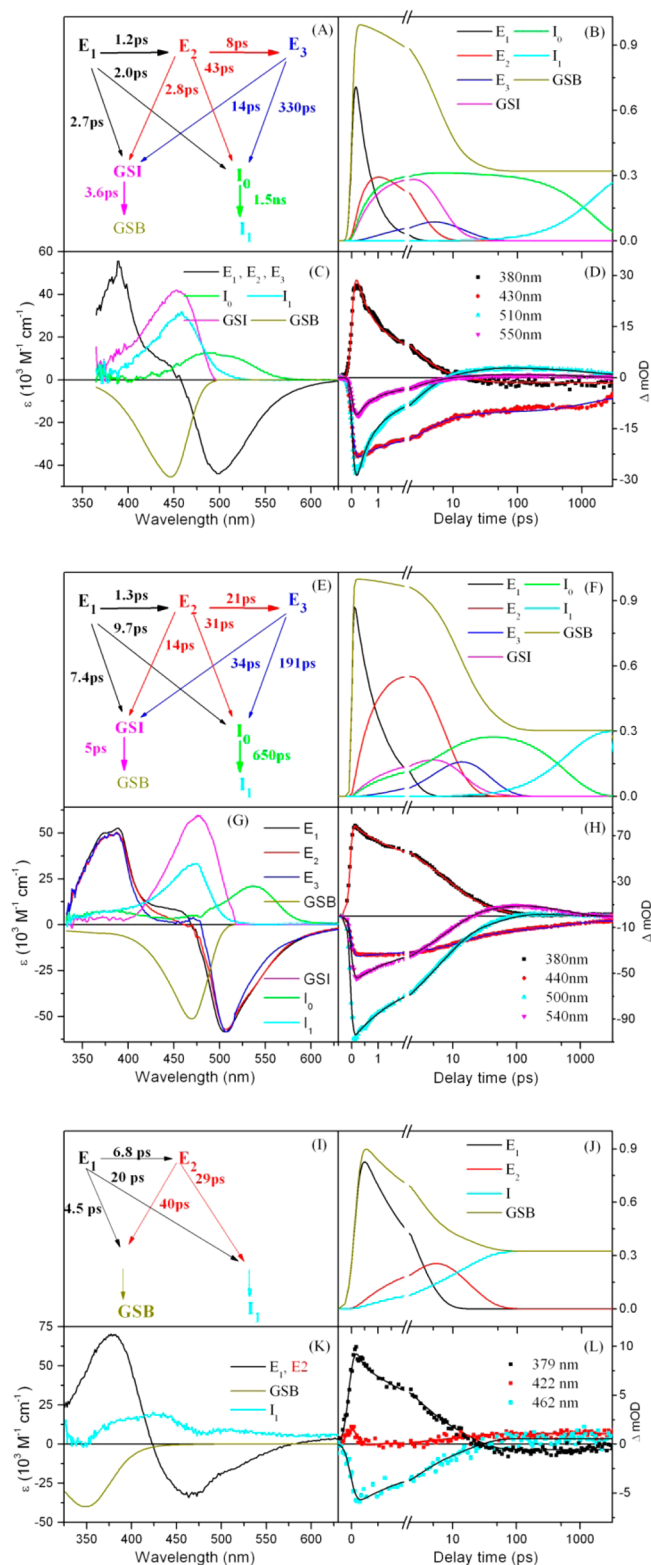 (A)
E1 1.2ps E2 8ps E3
2.0ps 43ps
2.8ps 14ps 330ps
2.7ps
GSI I0
3.6ps 1.5ns
GSB I1
(B)
E1 I0
E2 I1
E3 GSB
GSI
0.9
0.6
0.3
0.0
(C)
E1, E2, E3
I0 I1
GSI GSB
ε (10³ M⁻¹ cm⁻¹)
60
40
20
0
-20
-40
350 400 450 500 550 600
Wavelength (nm)
(D)
380nm
430nm
510nm
550nm
30
15
0
-15
-30
Δ mOD
0 1 10 100 1000
Delay time (ps)
(E)
E1 1.3ps E2 21ps E3
9.7ps 31ps
14ps 34ps 191ps
7.4ps
GSI I0
5ps 650ps
GSB I1
(F)
E1 I0
E2 I1
E3 GSB
GSI
0.9
0.6
0.3
0.0
(G)
E1
E2
E3
GSB
GSI
I0
I1
ε (10³ M⁻¹ cm⁻¹)
50
25
0
-25
-50
350 400 450 500 550 600
Wavelength (nm)
(H)
380nm
440nm
500nm
540nm
70
30
-10
-50
-90
Δ mOD
0 1 10 100 1000
Delay time (ps)
(I)
E1 6.8 ps E2
20 ps 29ps
4.5 ps 40ps
GSB I1
(J)
E1
E2
I
GSB
0.9
0.6
0.3
0.0
(K)
E1, E2
GSB
I1
ε (10³ M⁻¹ cm⁻¹)
75
50
25
0
-25
-50
350 400 450 500 550 600
Wavelength (nm)
(L)
379 nm
422 nm
462 nm
10
5
0
-5
Δ mOD
0 1 10 100 1000
Delay time (ps)